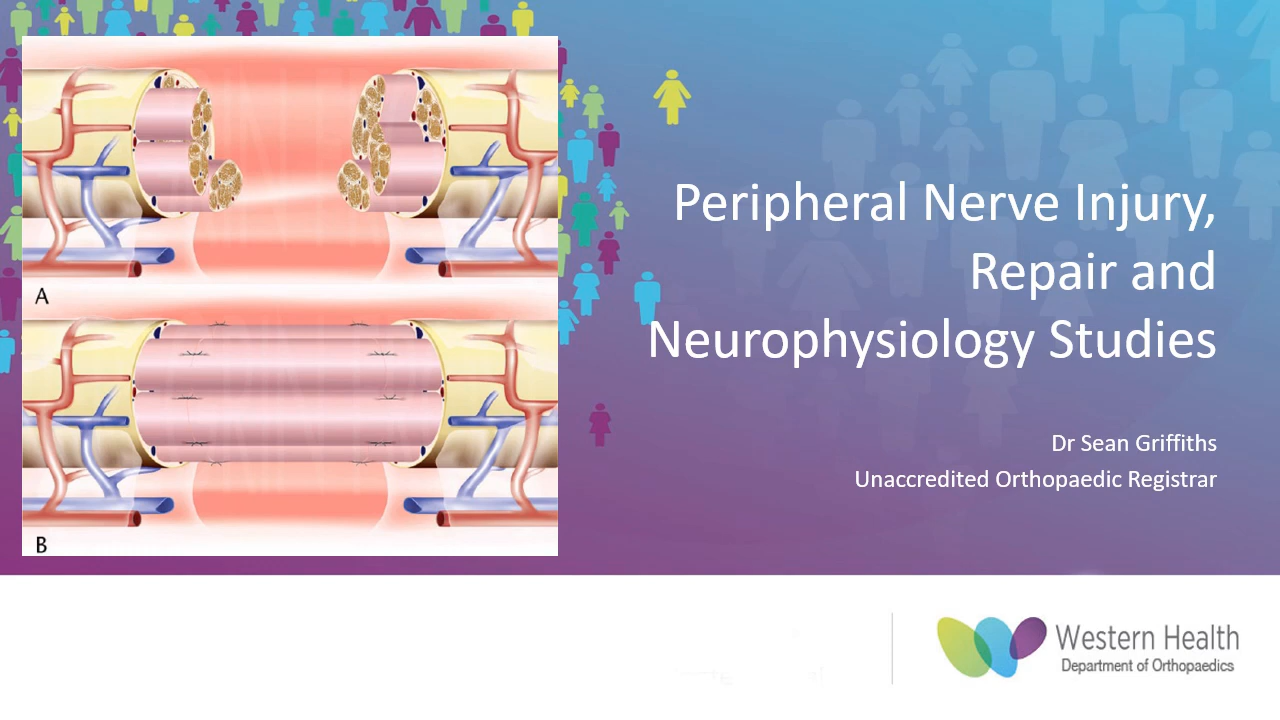 A
B
Peripheral Nerve Injury,
Repair and
Neurophysiology Studies
Dr Sean Griffiths
Unaccredited Orthopaedic Registrar
Western Health
Department of Orthopaedics